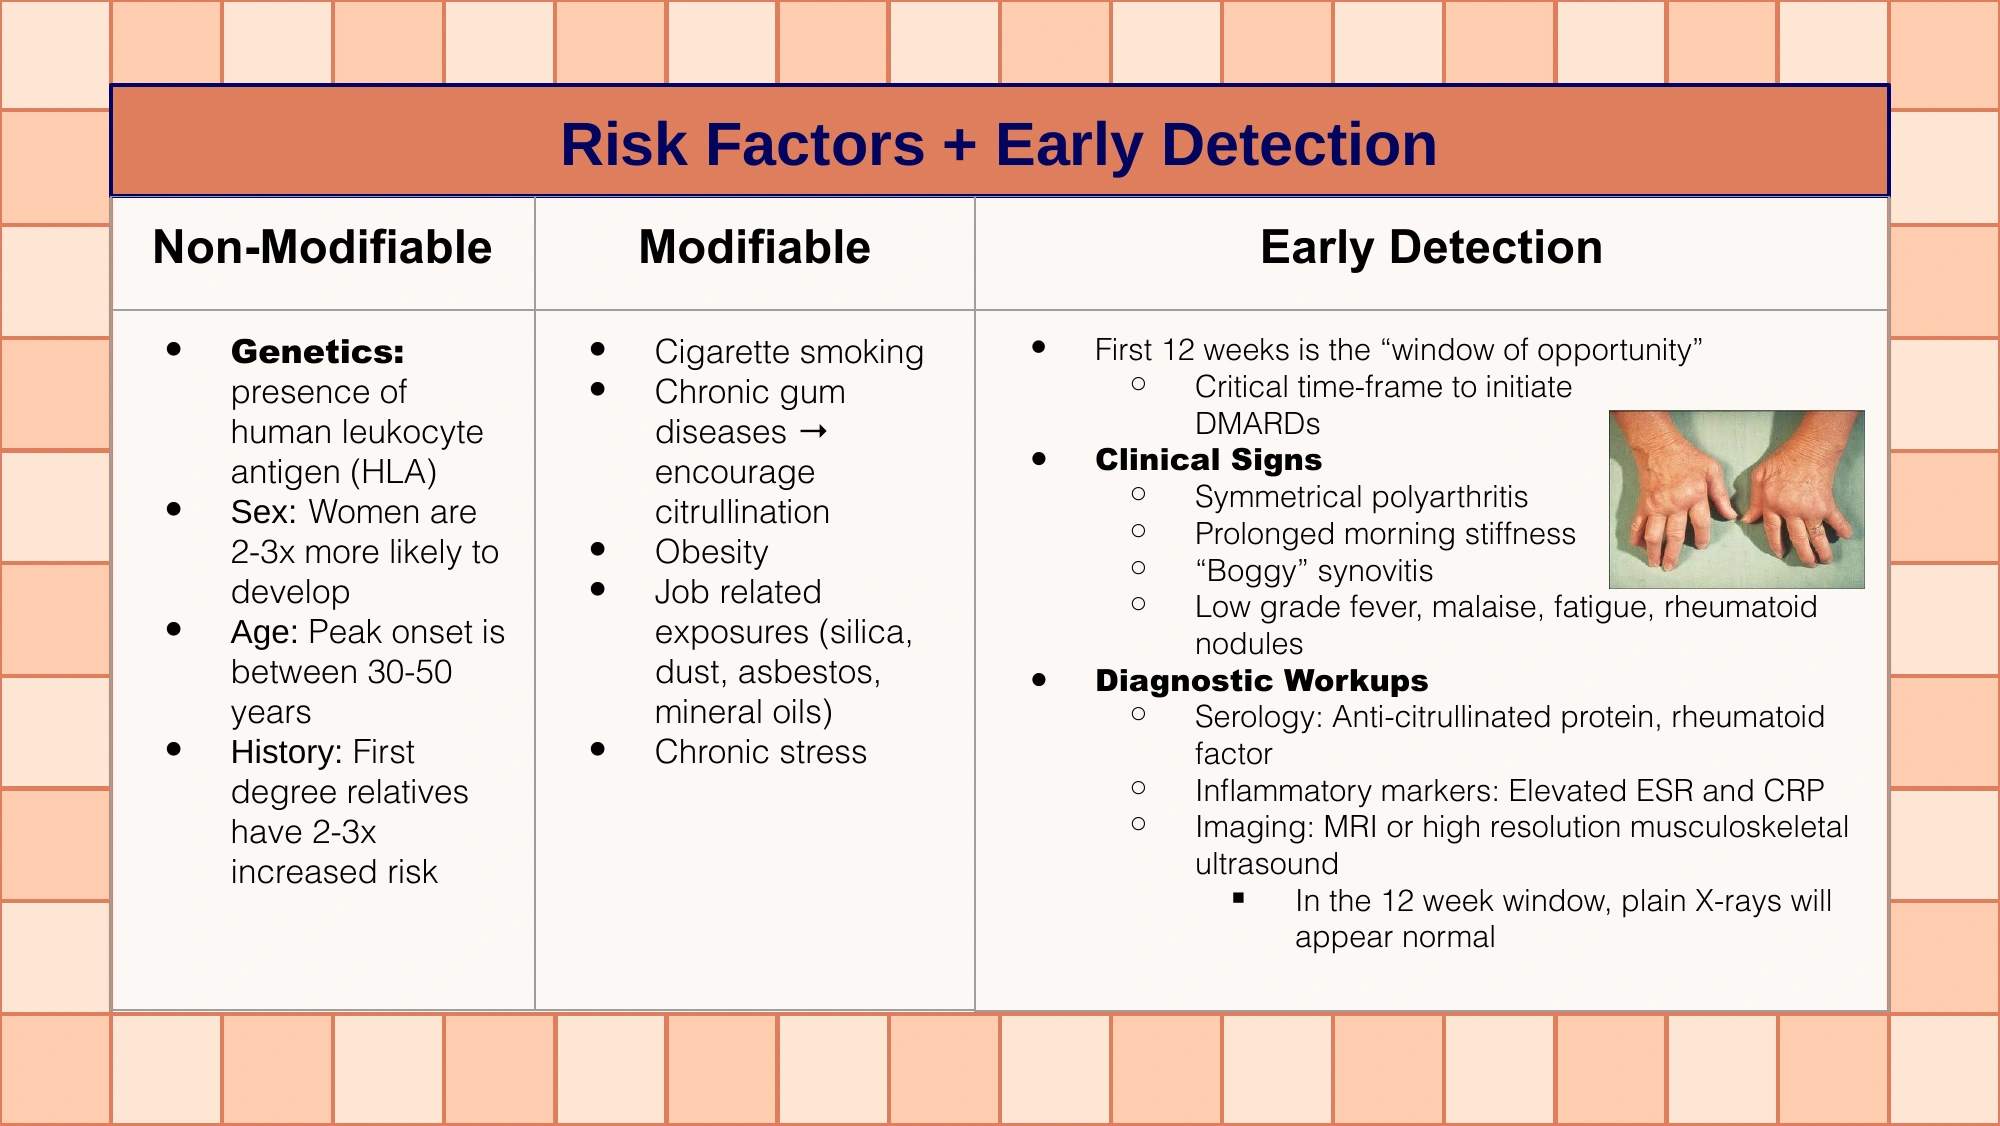 Risk Factors + Early Detection
Non-Modifiable
● Genetics:
presence of
human leukocyte
antigen (HLA)
● Sex: Women are
2-3x more likely to
develop
● Age: Peak onset is
between 30-50
years
● History: First
degree relatives
have 2-3x
increased risk
Modifiable
● Cigarette smoking
● Chronic gum
diseases →
encourage
citrullination
● Obesity
● Job related
exposures (silica,
dust, asbestos,
mineral oils)
● Chronic stress
Early Detection
● First 12 weeks is the “window of opportunity”
○ Critical time-frame to initiate
DMARDs
● Clinical Signs
○ Symmetrical polyarthritis
○ Prolonged morning stiffness
○ “Boggy” synovitis
○ Low grade fever, malaise, fatigue, rheumatoid
nodules
● Diagnostic Workups
○ Serology: Anti-citrullinated protein, rheumatoid
factor
○ Inflammatory markers: Elevated ESR and CRP
○ Imaging: MRI or high resolution musculoskeletal
ultrasound
■ In the 12 week window, plain X-rays will
appear normal